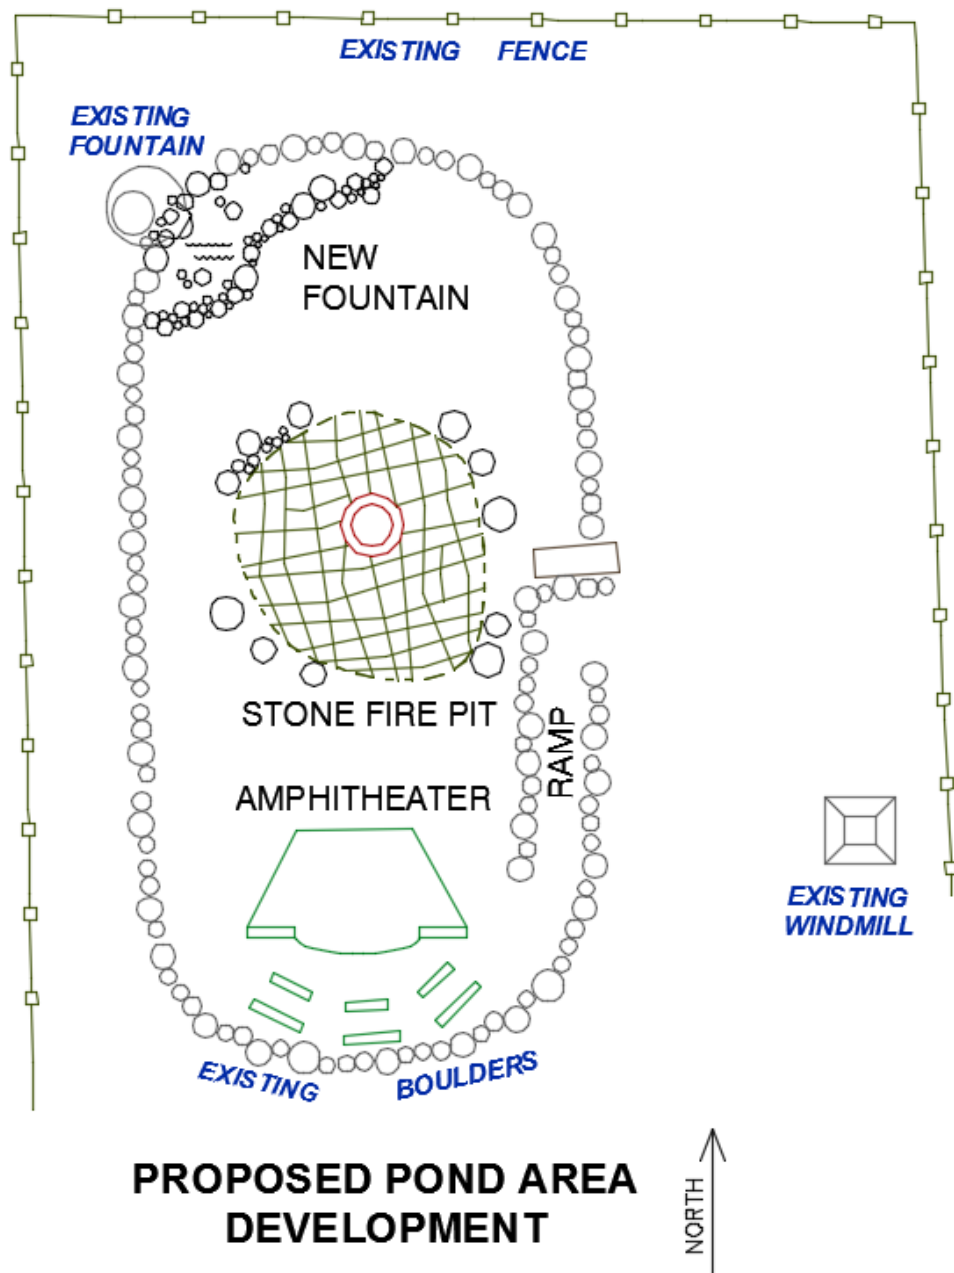 EXISTING FENCE
EXISTING
FOUNTAIN
NEW
FOUNTAIN
STONE FIRE PIT
RAMP
AMPHITHEATER
EXISTING
WINDMILL
EXISTING BOULDERS
PROPOSED POND AREA
DEVELOPMENT
NORTH